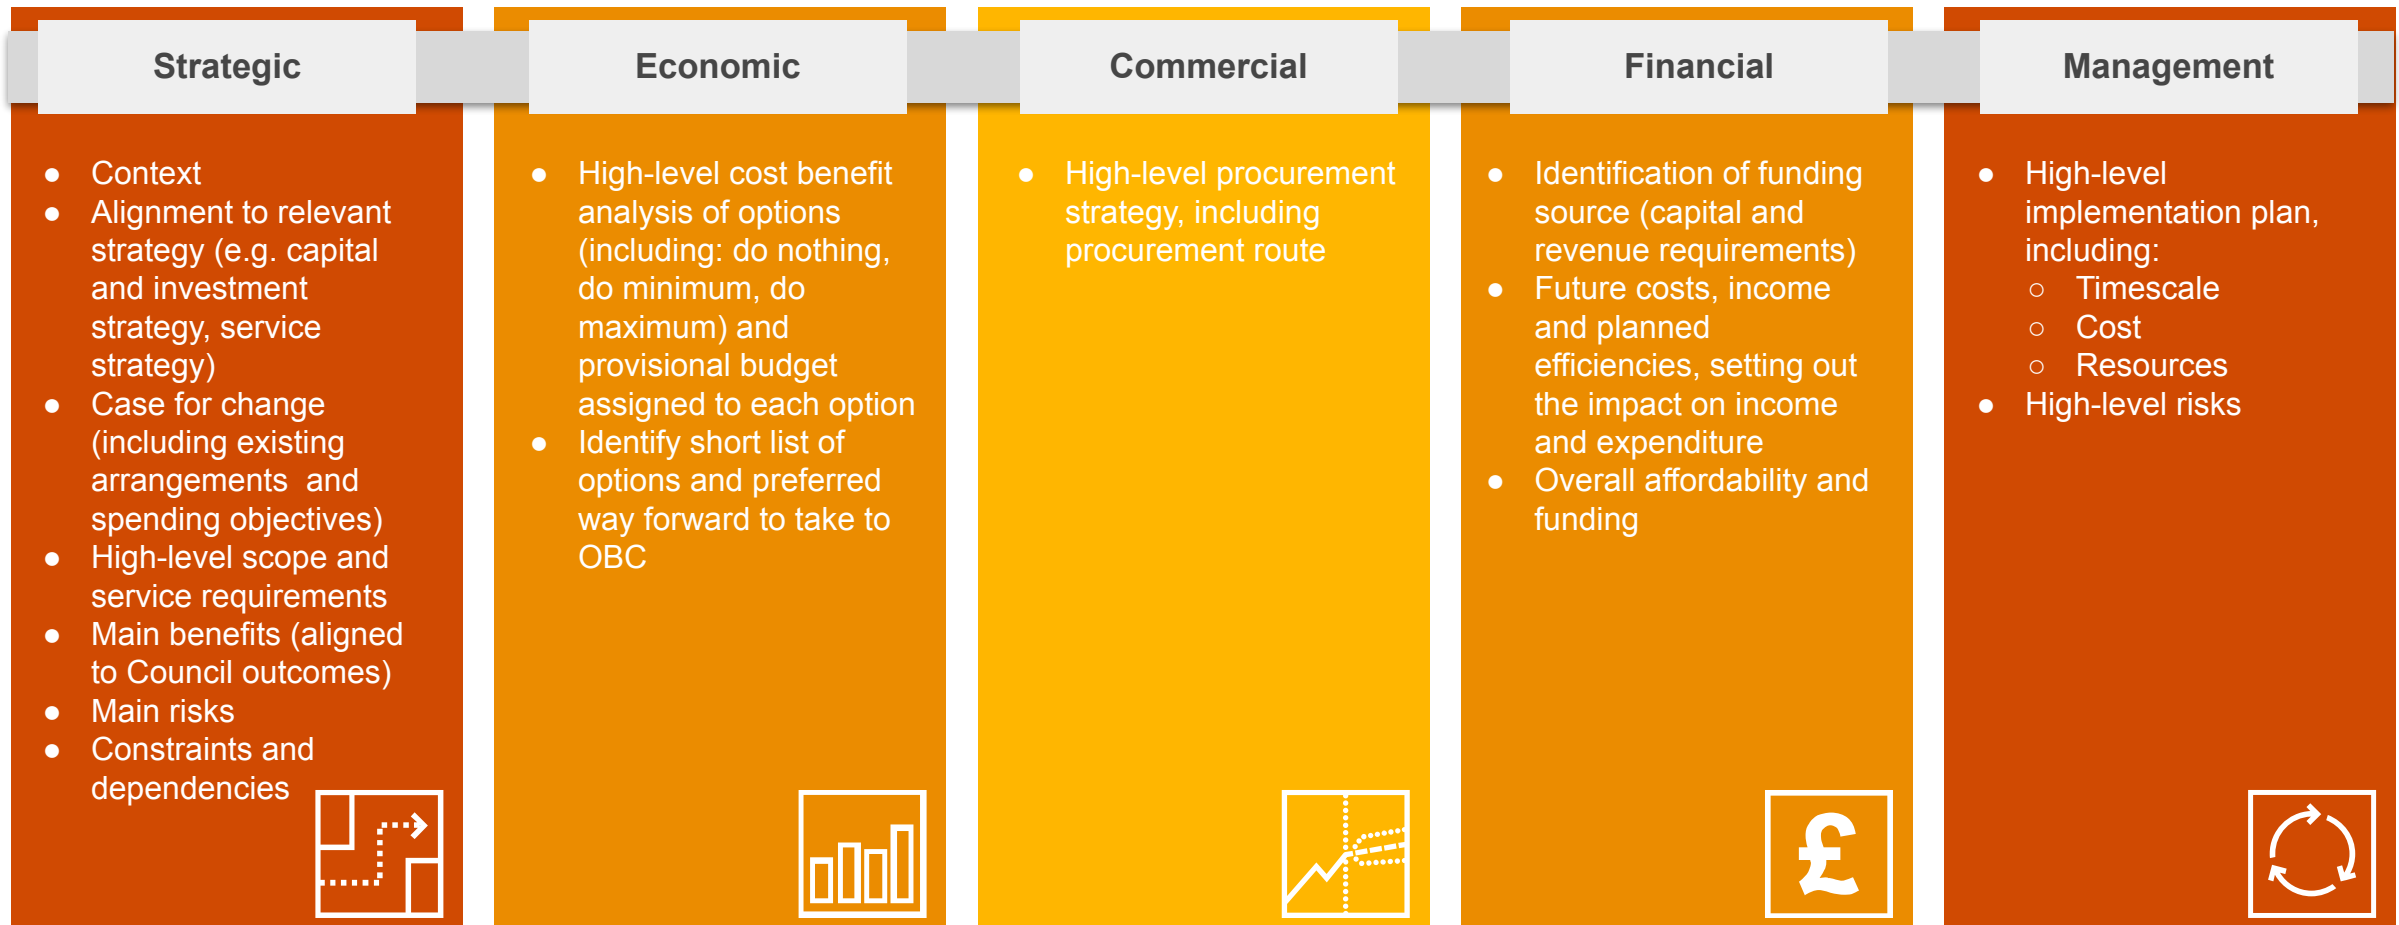 Strategic
● Context
● Alignment to relevant
strategy (e.g. capital
and investment
strategy, service
strategy)
● Case for change
(including existing
arrangements  and
spending objectives)
● High-level scope and
service requirements
● Main benefits (aligned
to Council outcomes)
● Main risks
● Constraints and
dependencies
Economic
● High-level cost benefit
analysis of options
(including: do nothing,
do minimum, do
maximum) and
provisional budget
assigned to each option
● Identify short list of
options and preferred
way forward to take to
OBC
Commercial
● High-level procurement
strategy, including
procurement route
Financial
● Identification of funding
source (capital and
revenue requirements)
● Future costs, income
and planned
efficiencies, setting out
the impact on income
and expenditure
● Overall affordability and
funding
£
Management
● High-level
implementation plan,
including:
○ Timescale
○ Cost
○ Resources
● High-level risks